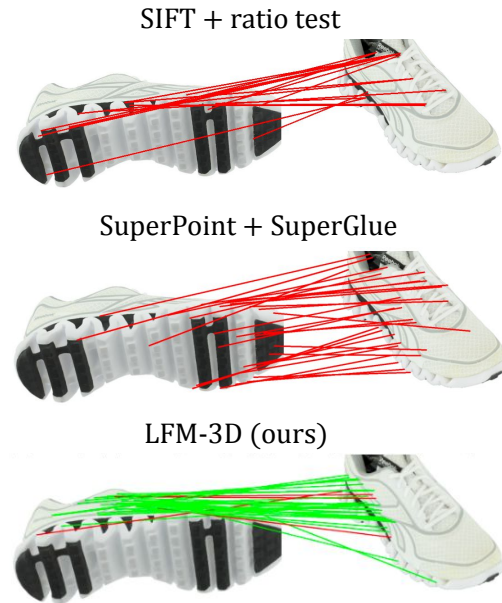 SIFT + ratio test
SuperPoint + SuperGlue
LFM-3D (ours)